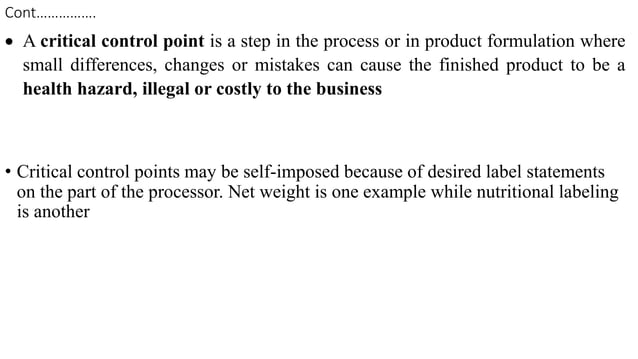 Cont…………….
• A critical control point is a step in the process or in product formulation where
small differences, changes or mistakes can cause the finished product to be a
health hazard, illegal or costly to the business
• Critical control points may be self-imposed because of desired label statements
on the part of the processor. Net weight is one example while nutritional labeling
is another